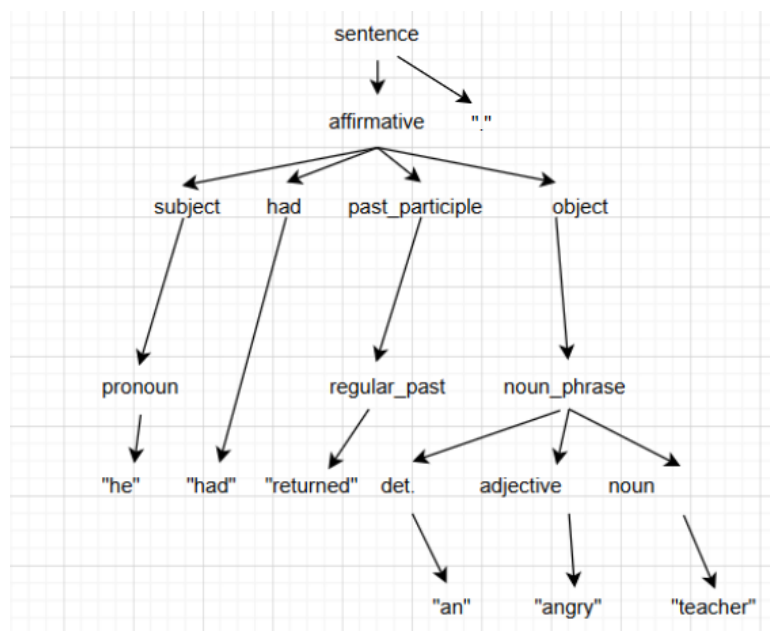 sentence
affirmative "."
subject had past_participle object
pronoun regular_past noun_phrase
"he" "had" "returned" det. adjective noun
"an" "angry" "teacher"